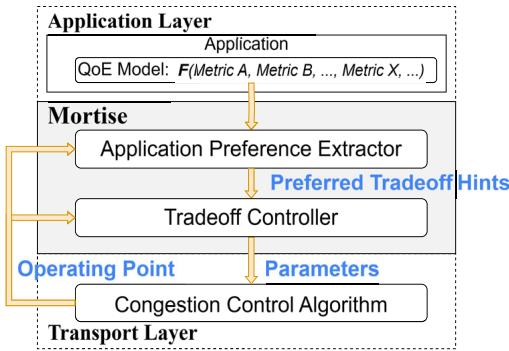 Application Layer
Application
QoE Model: F(Metric A, Metric B, ..., Metric X, ...)
Mortise
Application Preference Extractor
Preferred Tradeoff Hints
Tradeoff Controller
Operating Point
Parameters
Congestion Control Algorithm
Transport Layer